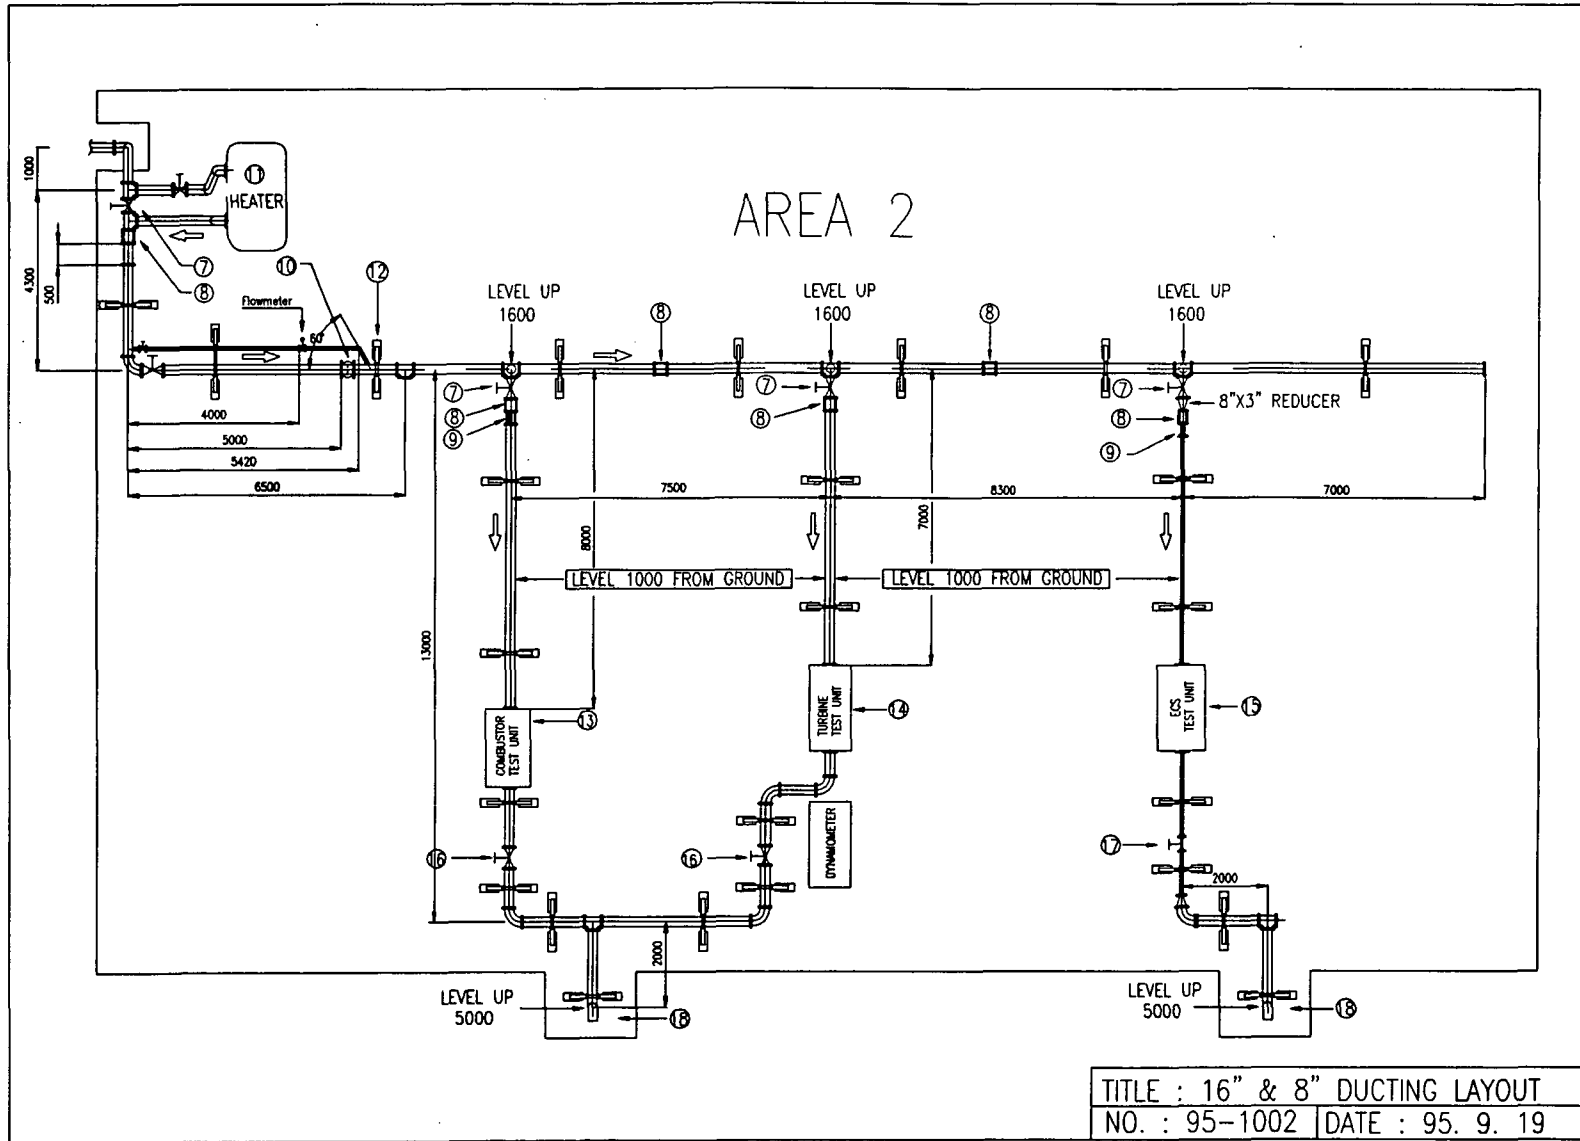 1000
⑪
HEATER
AREA 2
4300
500
⑦
⑧
⑩
⑫
flowmeter
60°
LEVEL UP
1600
⑧
LEVEL UP
1600
⑧
LEVEL UP
1600
⑦
⑧
⑨
⑦
⑧
⑦
8"X3" REDUCER
⑧
⑨
4000
5000
5420
6500
7500
8300
7000
8000
7000
LEVEL 1000 FROM GROUND
LEVEL 1000 FROM GROUND
13000
COMBUSTOR
TEST UNIT
⑬
TURBINE
TEST UNIT
⑭
ECS
TEST UNIT
⑮
DYNAMOMETER
⑯
⑯
⑰
2000
2000
LEVEL UP
5000
⑱
LEVEL UP
5000
⑱
TITLE : 16" & 8" DUCTING LAYOUT
NO. : 95-1002 DATE : 95. 9. 19